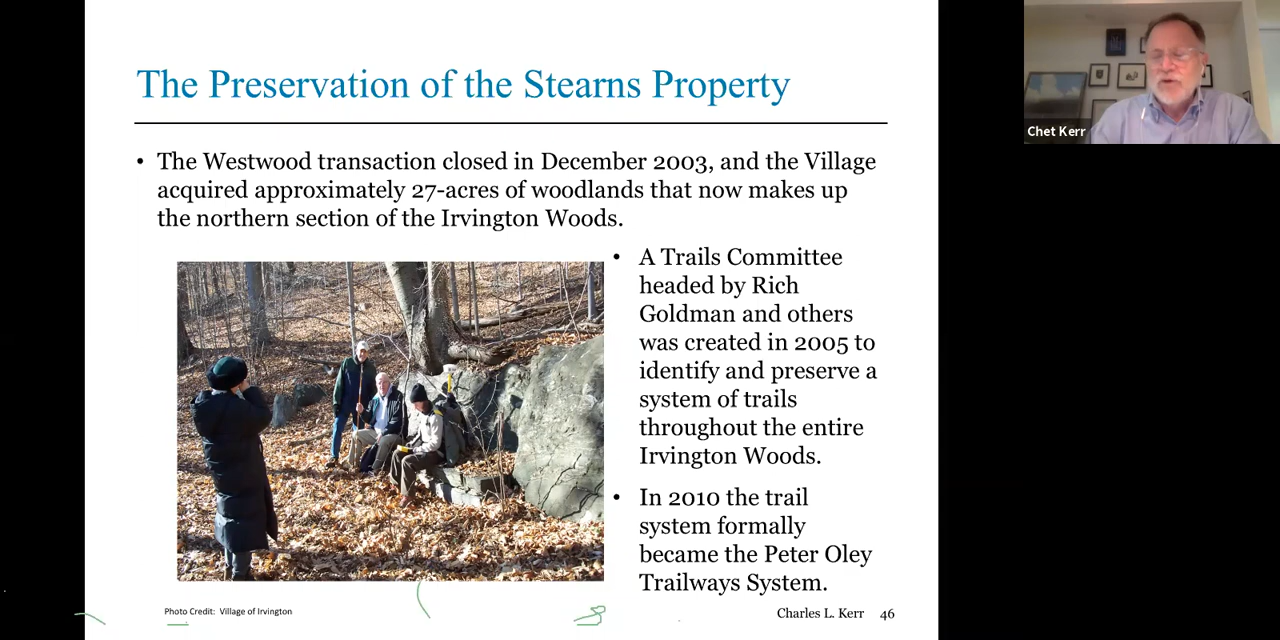 The Preservation of the Stearns Property
• The Westwood transaction closed in December 2003, and the Village
acquired approximately 27-acres of woodlands that now makes up
the northern section of the Irvington Woods.
• A Trails Committee
headed by Rich
Goldman and others
was created in 2005 to
identify and preserve a
system of trails
throughout the entire
Irvington Woods.
• In 2010 the trail
system formally
became the Peter Oley
Trailways System.
Photo Credit: Village of Irvington
Charles L. Kerr 46
Chet Kerr